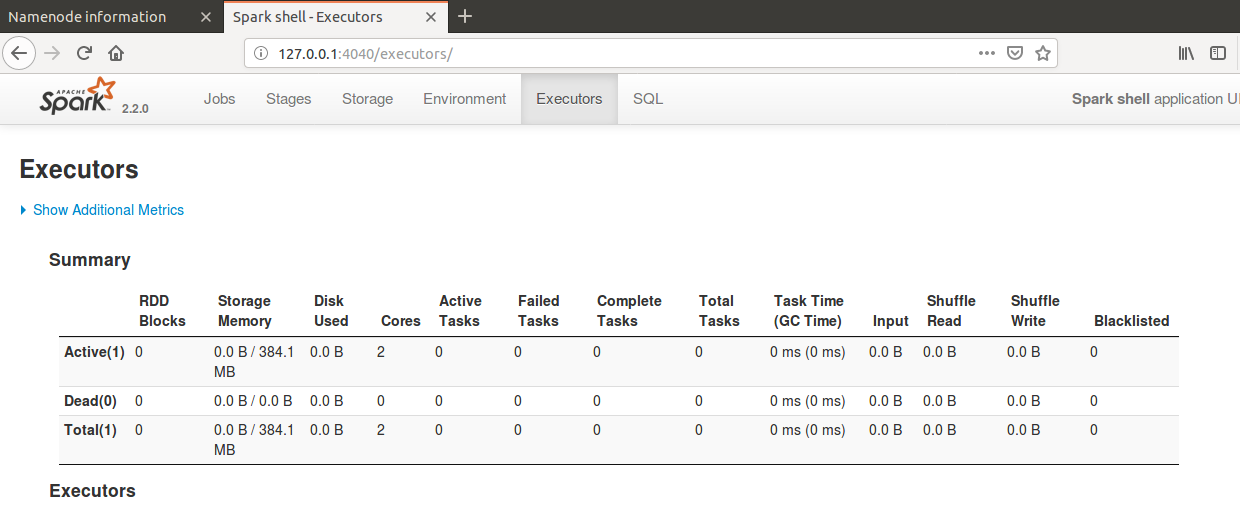 Namenode information
Spark shell - Executors
127.0.0.1:4040/executors/
APACHE Spark 2.2.0 Jobs Stages Storage Environment Executors SQL Spark shell application UI
Executors
Show Additional Metrics
Summary
RDD Blocks Storage Memory Disk Used Cores Active Tasks Failed Tasks Complete Tasks Total Tasks Task Time (GC Time) Input Shuffle Read Shuffle Write Blacklisted
Active(1) 0 0.0 B / 384.1 MB 0.0 B 2 0 0 0 0 0 ms (0 ms) 0.0 B 0.0 B 0.0 B 0
Dead(0) 0 0.0 B / 0.0 B 0.0 B 0 0 0 0 0 0 ms (0 ms) 0.0 B 0.0 B 0.0 B 0
Total(1) 0 0.0 B / 384.1 MB 0.0 B 2 0 0 0 0 0 ms (0 ms) 0.0 B 0.0 B 0.0 B 0
Executors